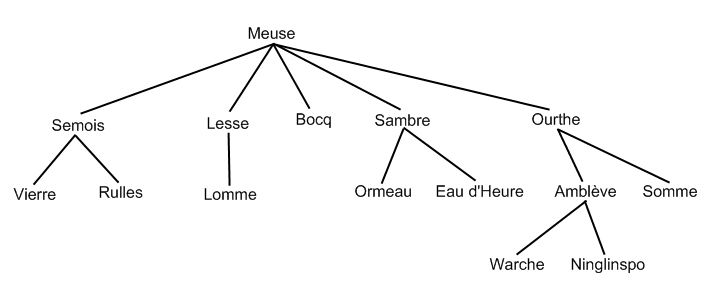 Meuse
Semois
Lesse
Bocq
Sambre
Ourthe
Vierre
Rulles
Lomme
Ormeau
Eau d'Heure
Amblève
Somme
Warche
Ninglinspo